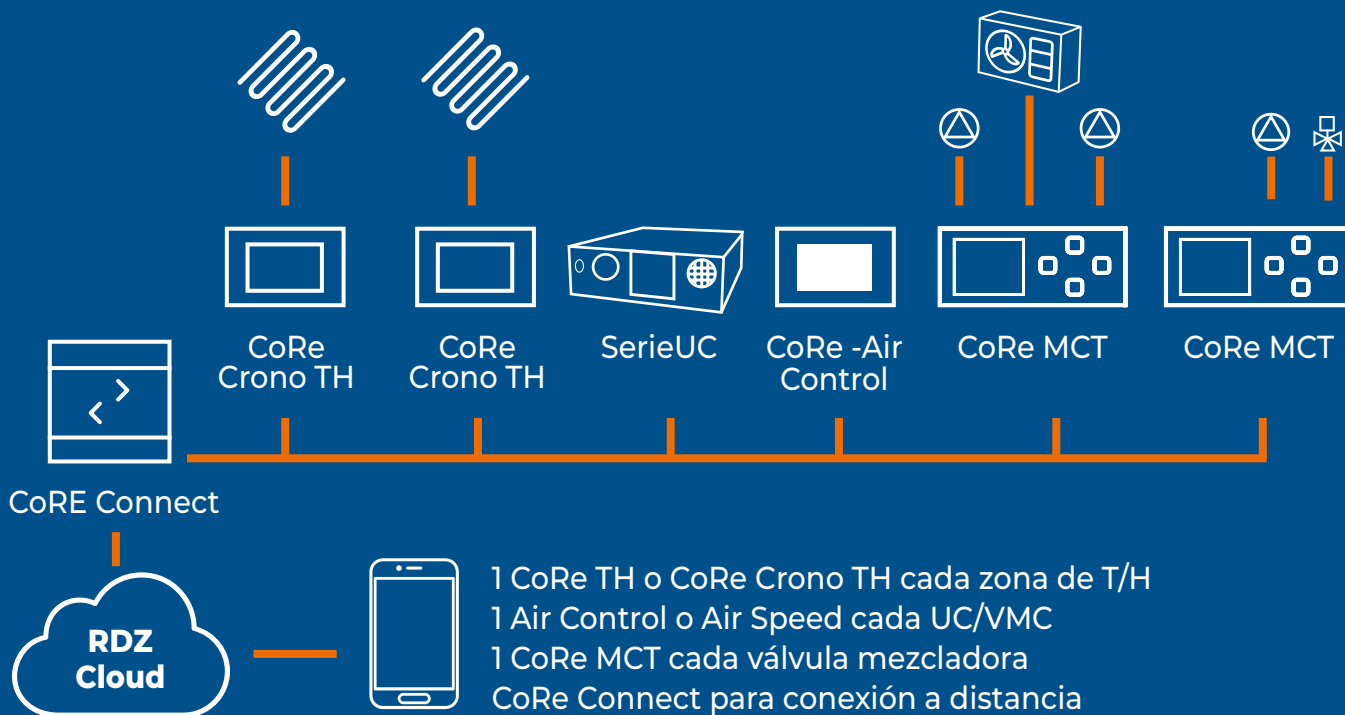 CoRe
Crono TH
CoRe
Crono TH
SerieUC
CoRe -Air
Control
CoRe MCT
CoRe MCT
CoRE Connect
RDZ
Cloud
1 CoRe TH o CoRe Crono TH cada zona de T/H
1 Air Control o Air Speed cada UC/VMC
1 CoRe MCT cada válvula mezcladora
CoRe Connect para conexión a distancia